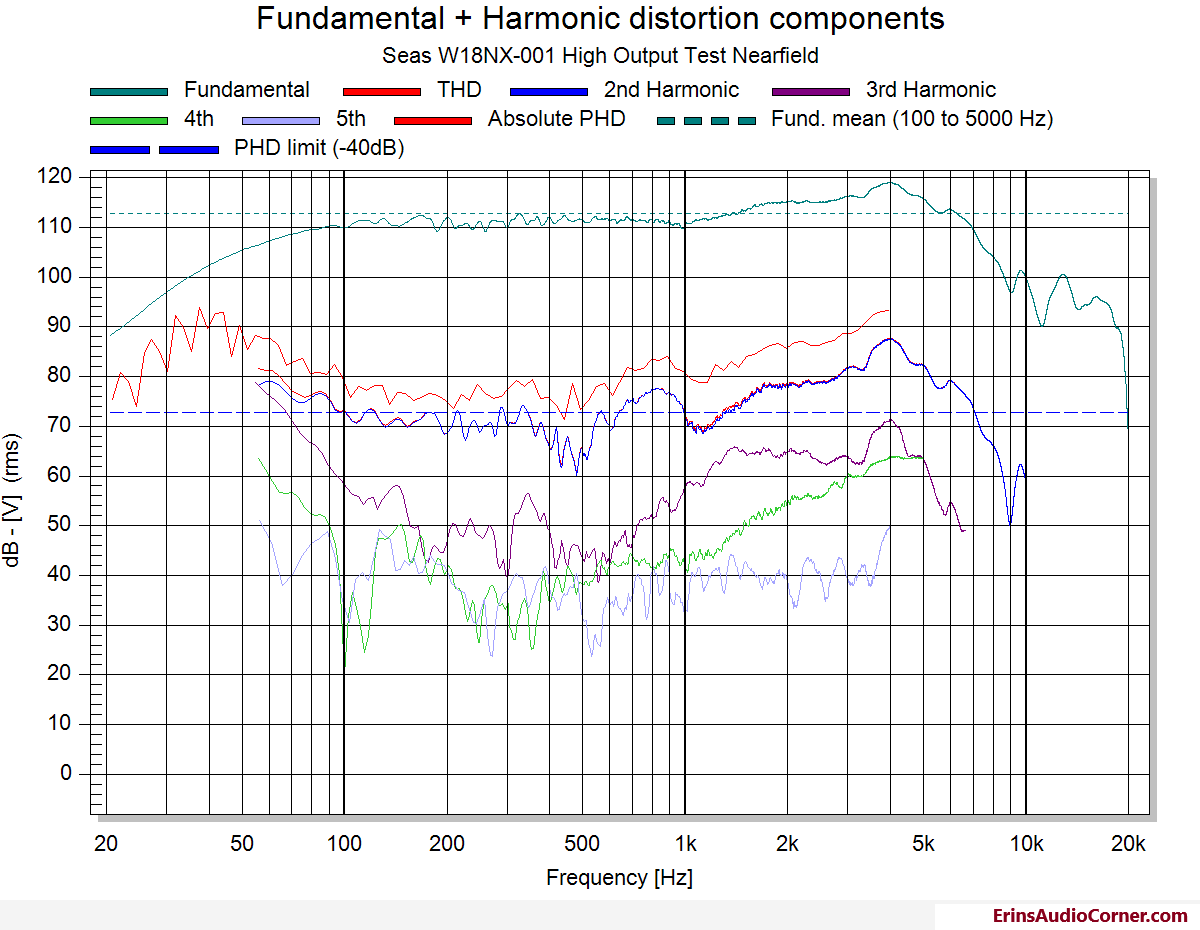 Fundamental + Harmonic distortion components
Seas W18NX-001 High Output Test Nearfield
Fundamental THD 2nd Harmonic 3rd Harmonic
4th 5th Absolute PHD Fund. mean (100 to 5000 Hz)
PHD limit (-40dB)
120
110
100
90
80
70
60
50
40
30
20
10
0
dB - [V] (rms)
20 50 100 200 500 1k 2k 5k 10k 20k
Frequency [Hz]
ErinsAudioCorner.com